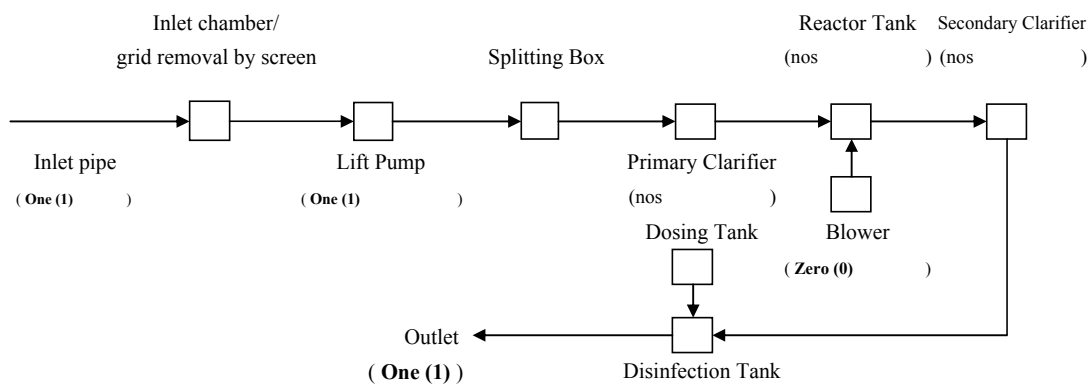 Inlet chamber/
grid removal by screen
Splitting Box
Reactor Tank
(nos )
Secondary Clarifier
(nos )
Inlet pipe
( One (1) )
Lift Pump
( One (1) )
Primary Clarifier
(nos )
Dosing Tank
Blower
( Zero (0) )
Outlet
( One (1) )
Disinfection Tank